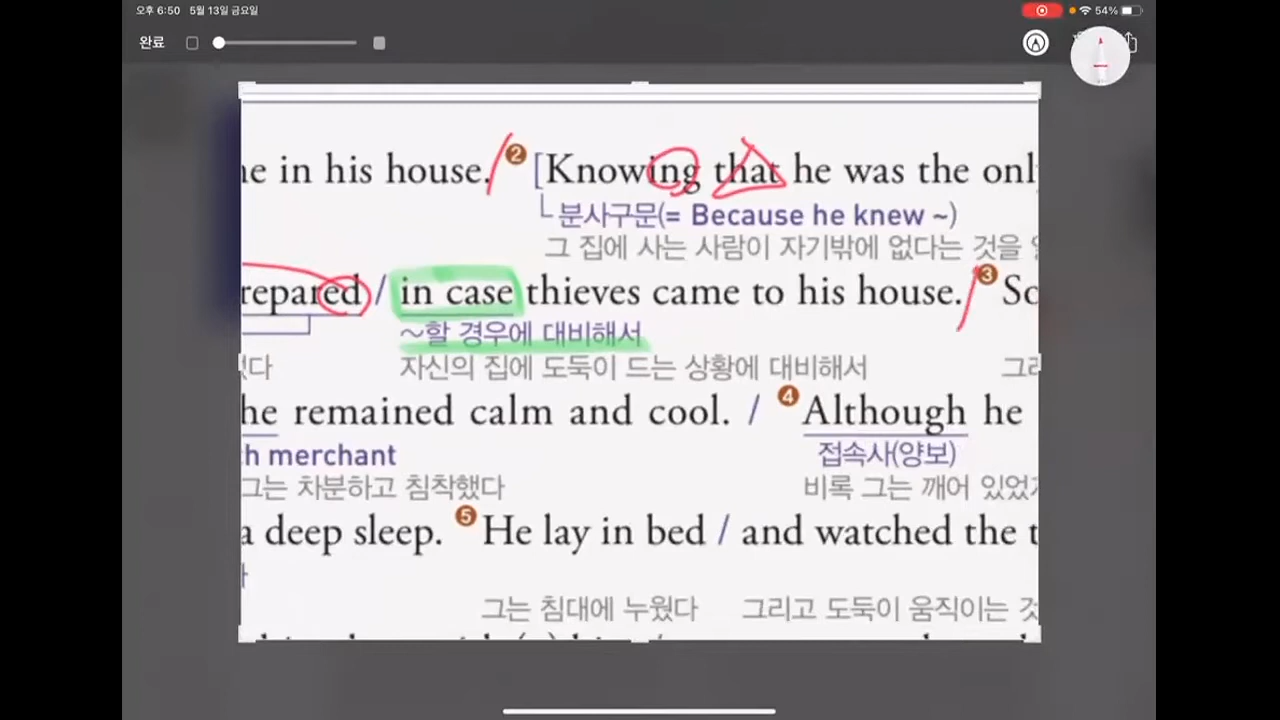 오후 6:50 5월 13일 금요일
54%
완료
in his house. / ❷ [Knowing that he was the
분사구문(= Because he knew ~)
그 집에 사는 사람이 자기밖에 없다는 것을
/ in case thieves came to his house. / ❸ So
~할 경우에 대비해서
자신의 집에 도둑이 드는 상황에 대비해서
he remained calm and cool. / ❹ Although he
merchant
접속사(양보)
그는 차분하고 침착했다
비록 그는 깨어
a deep sleep. ❺ He lay in bed / and watched the
그는 침대에 누웠다
그리고 도둑이 움직이는